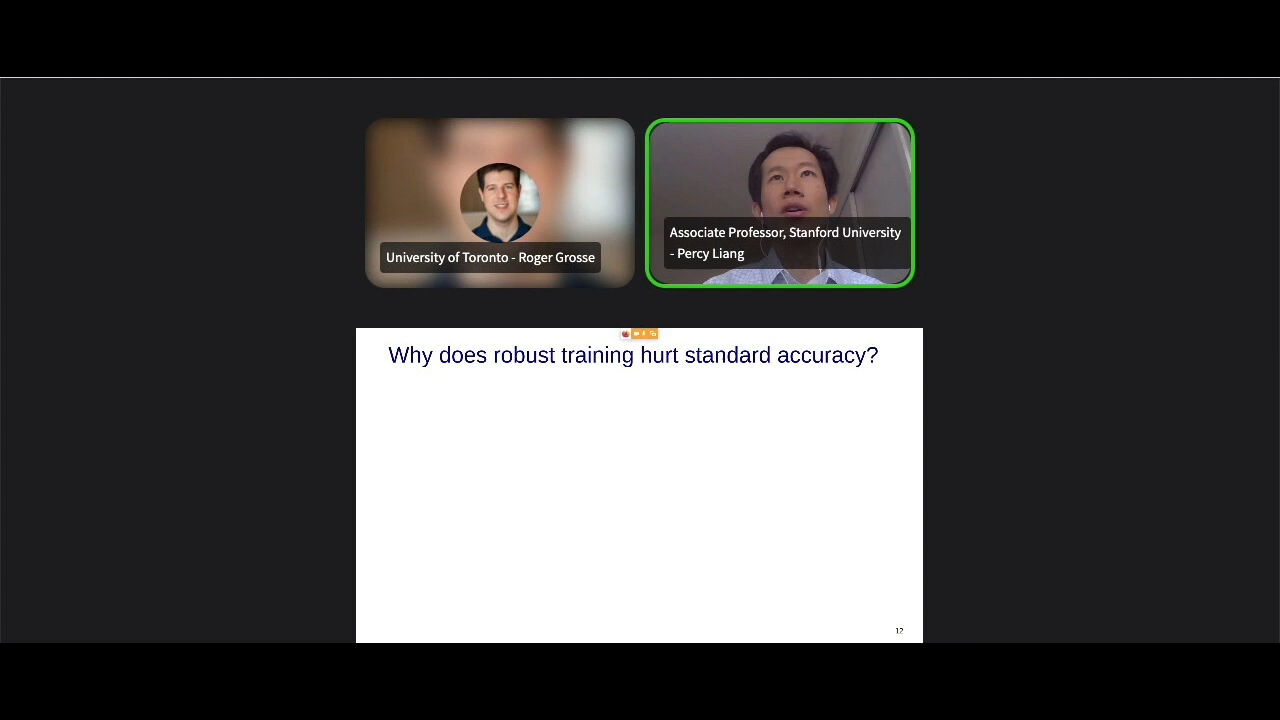 University of Toronto - Roger Grosse
Associate Professor, Stanford University
- Percy Liang
Why does robust training hurt standard accuracy?
12